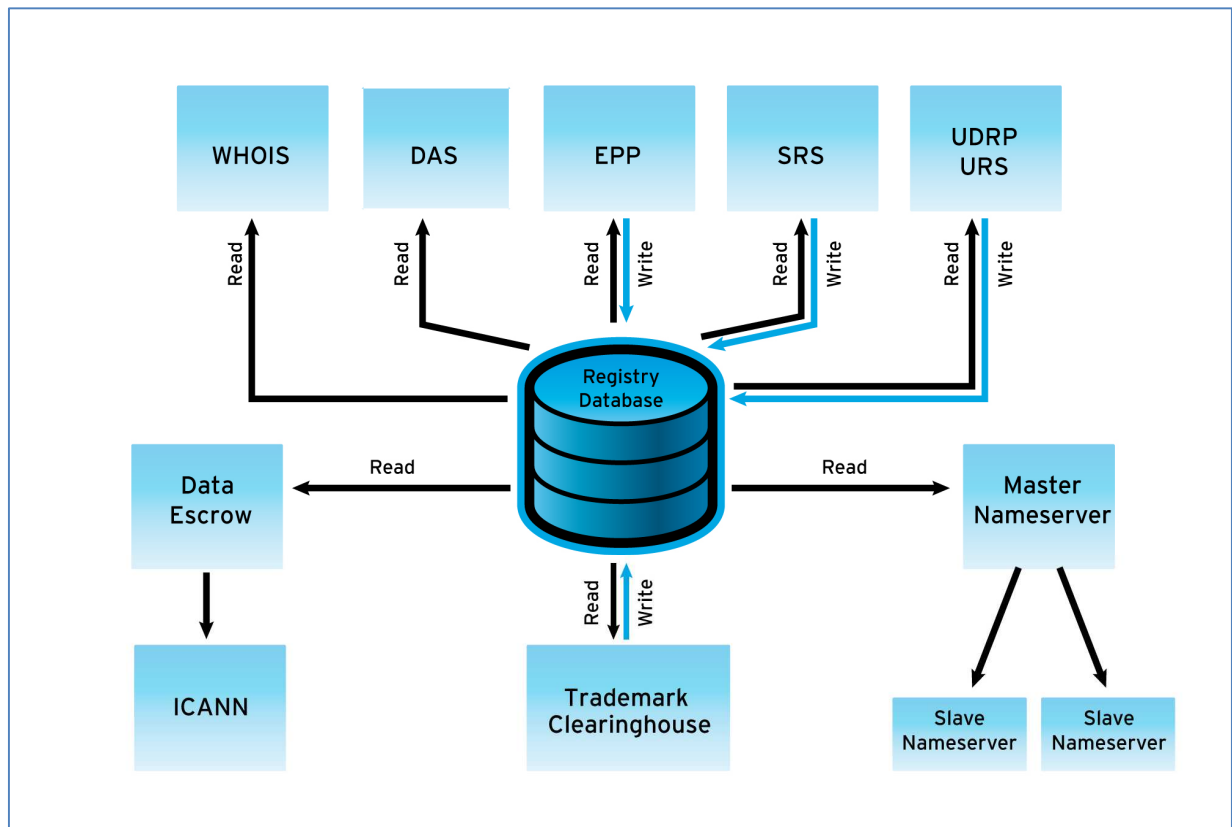 WHOIS
DAS
EPP
SRS
UDRP
URS
Read
Read
Read
Write
Read
Write
Read
Write
Registry
Database
Read
Read
Data
Escrow
Master
Nameserver
Read
Write
ICANN
Trademark
Clearinghouse
Slave
Nameserver
Slave
Nameserver